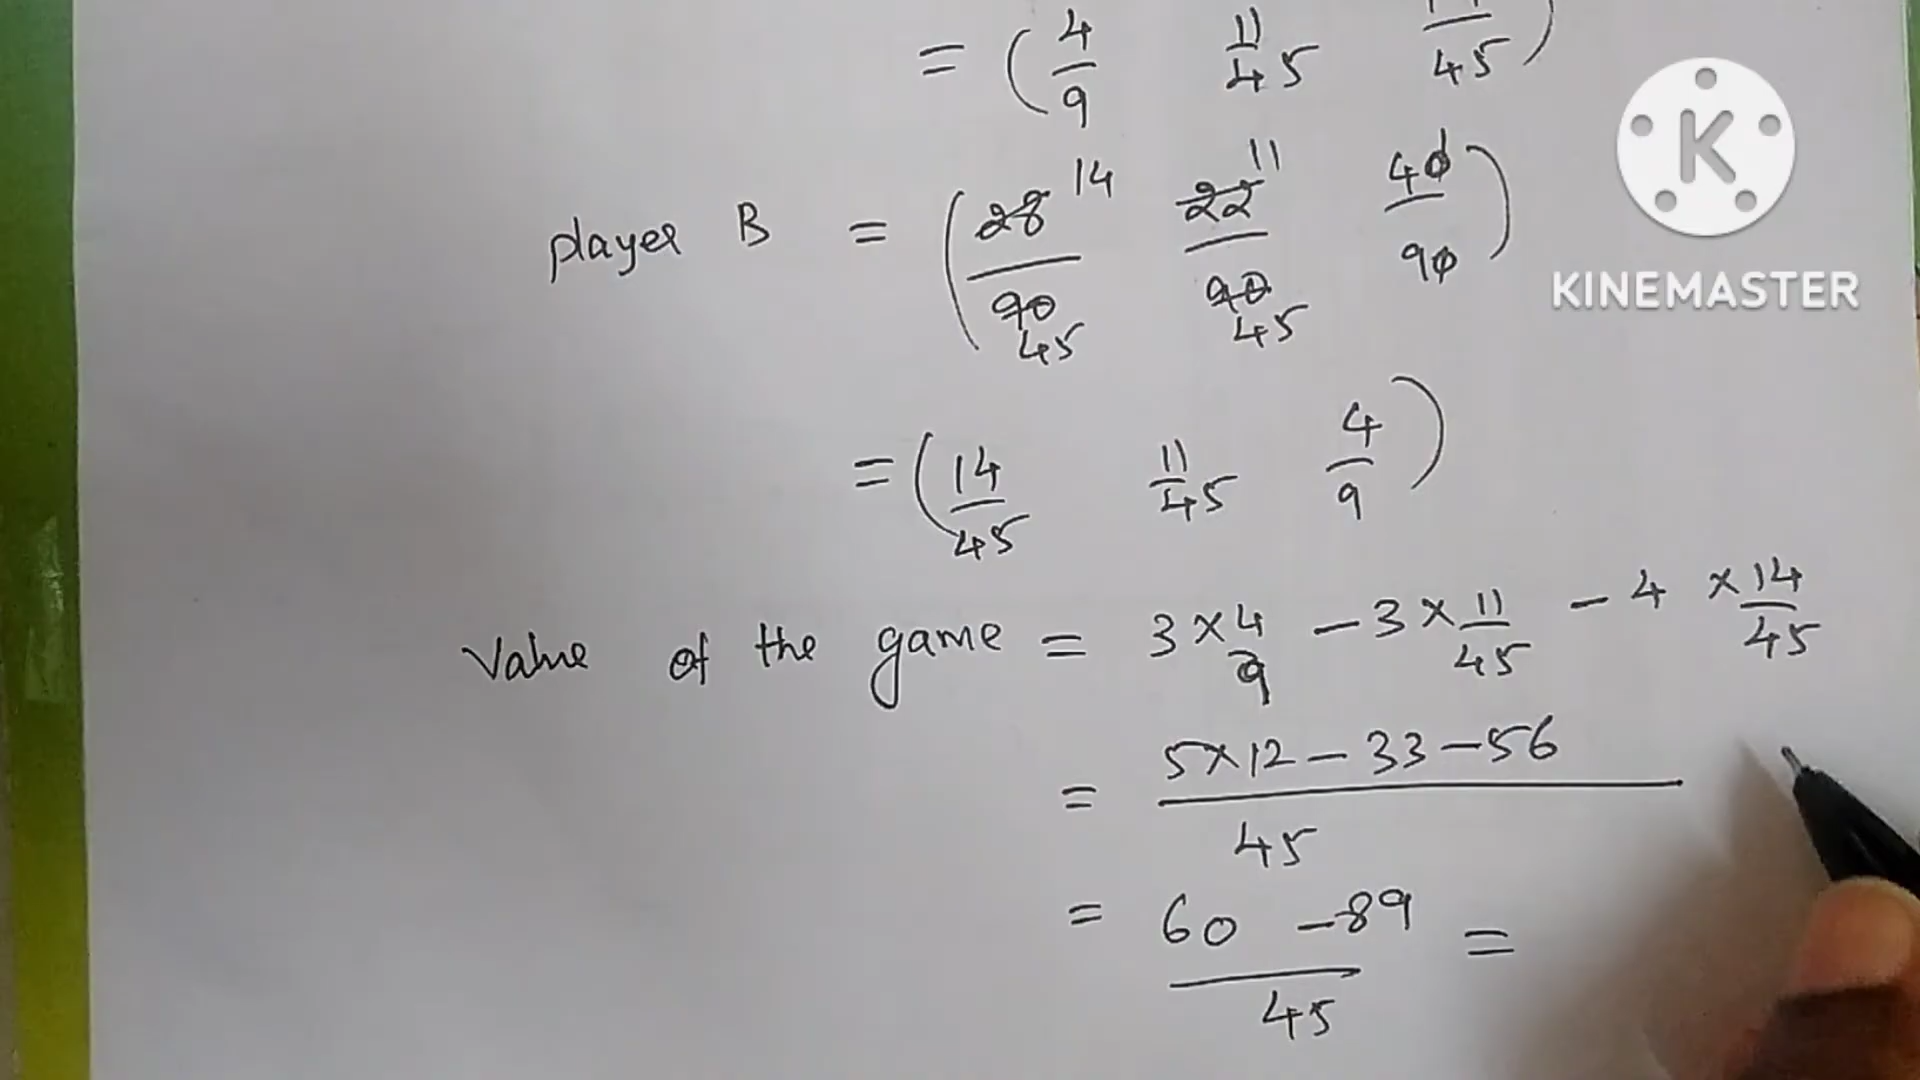 = (4/9 11/45 /45)
player B = (28/90 14/45 22/90 11/45 40/90)
= (14/45 11/45 4/9)
Value of the game = 3 × 4/9 - 3 × 11/45 - 4 × 14/45
= 5×12 - 33 - 56 / 45
= 60 - 89 / 45 =
K
KINEMASTER